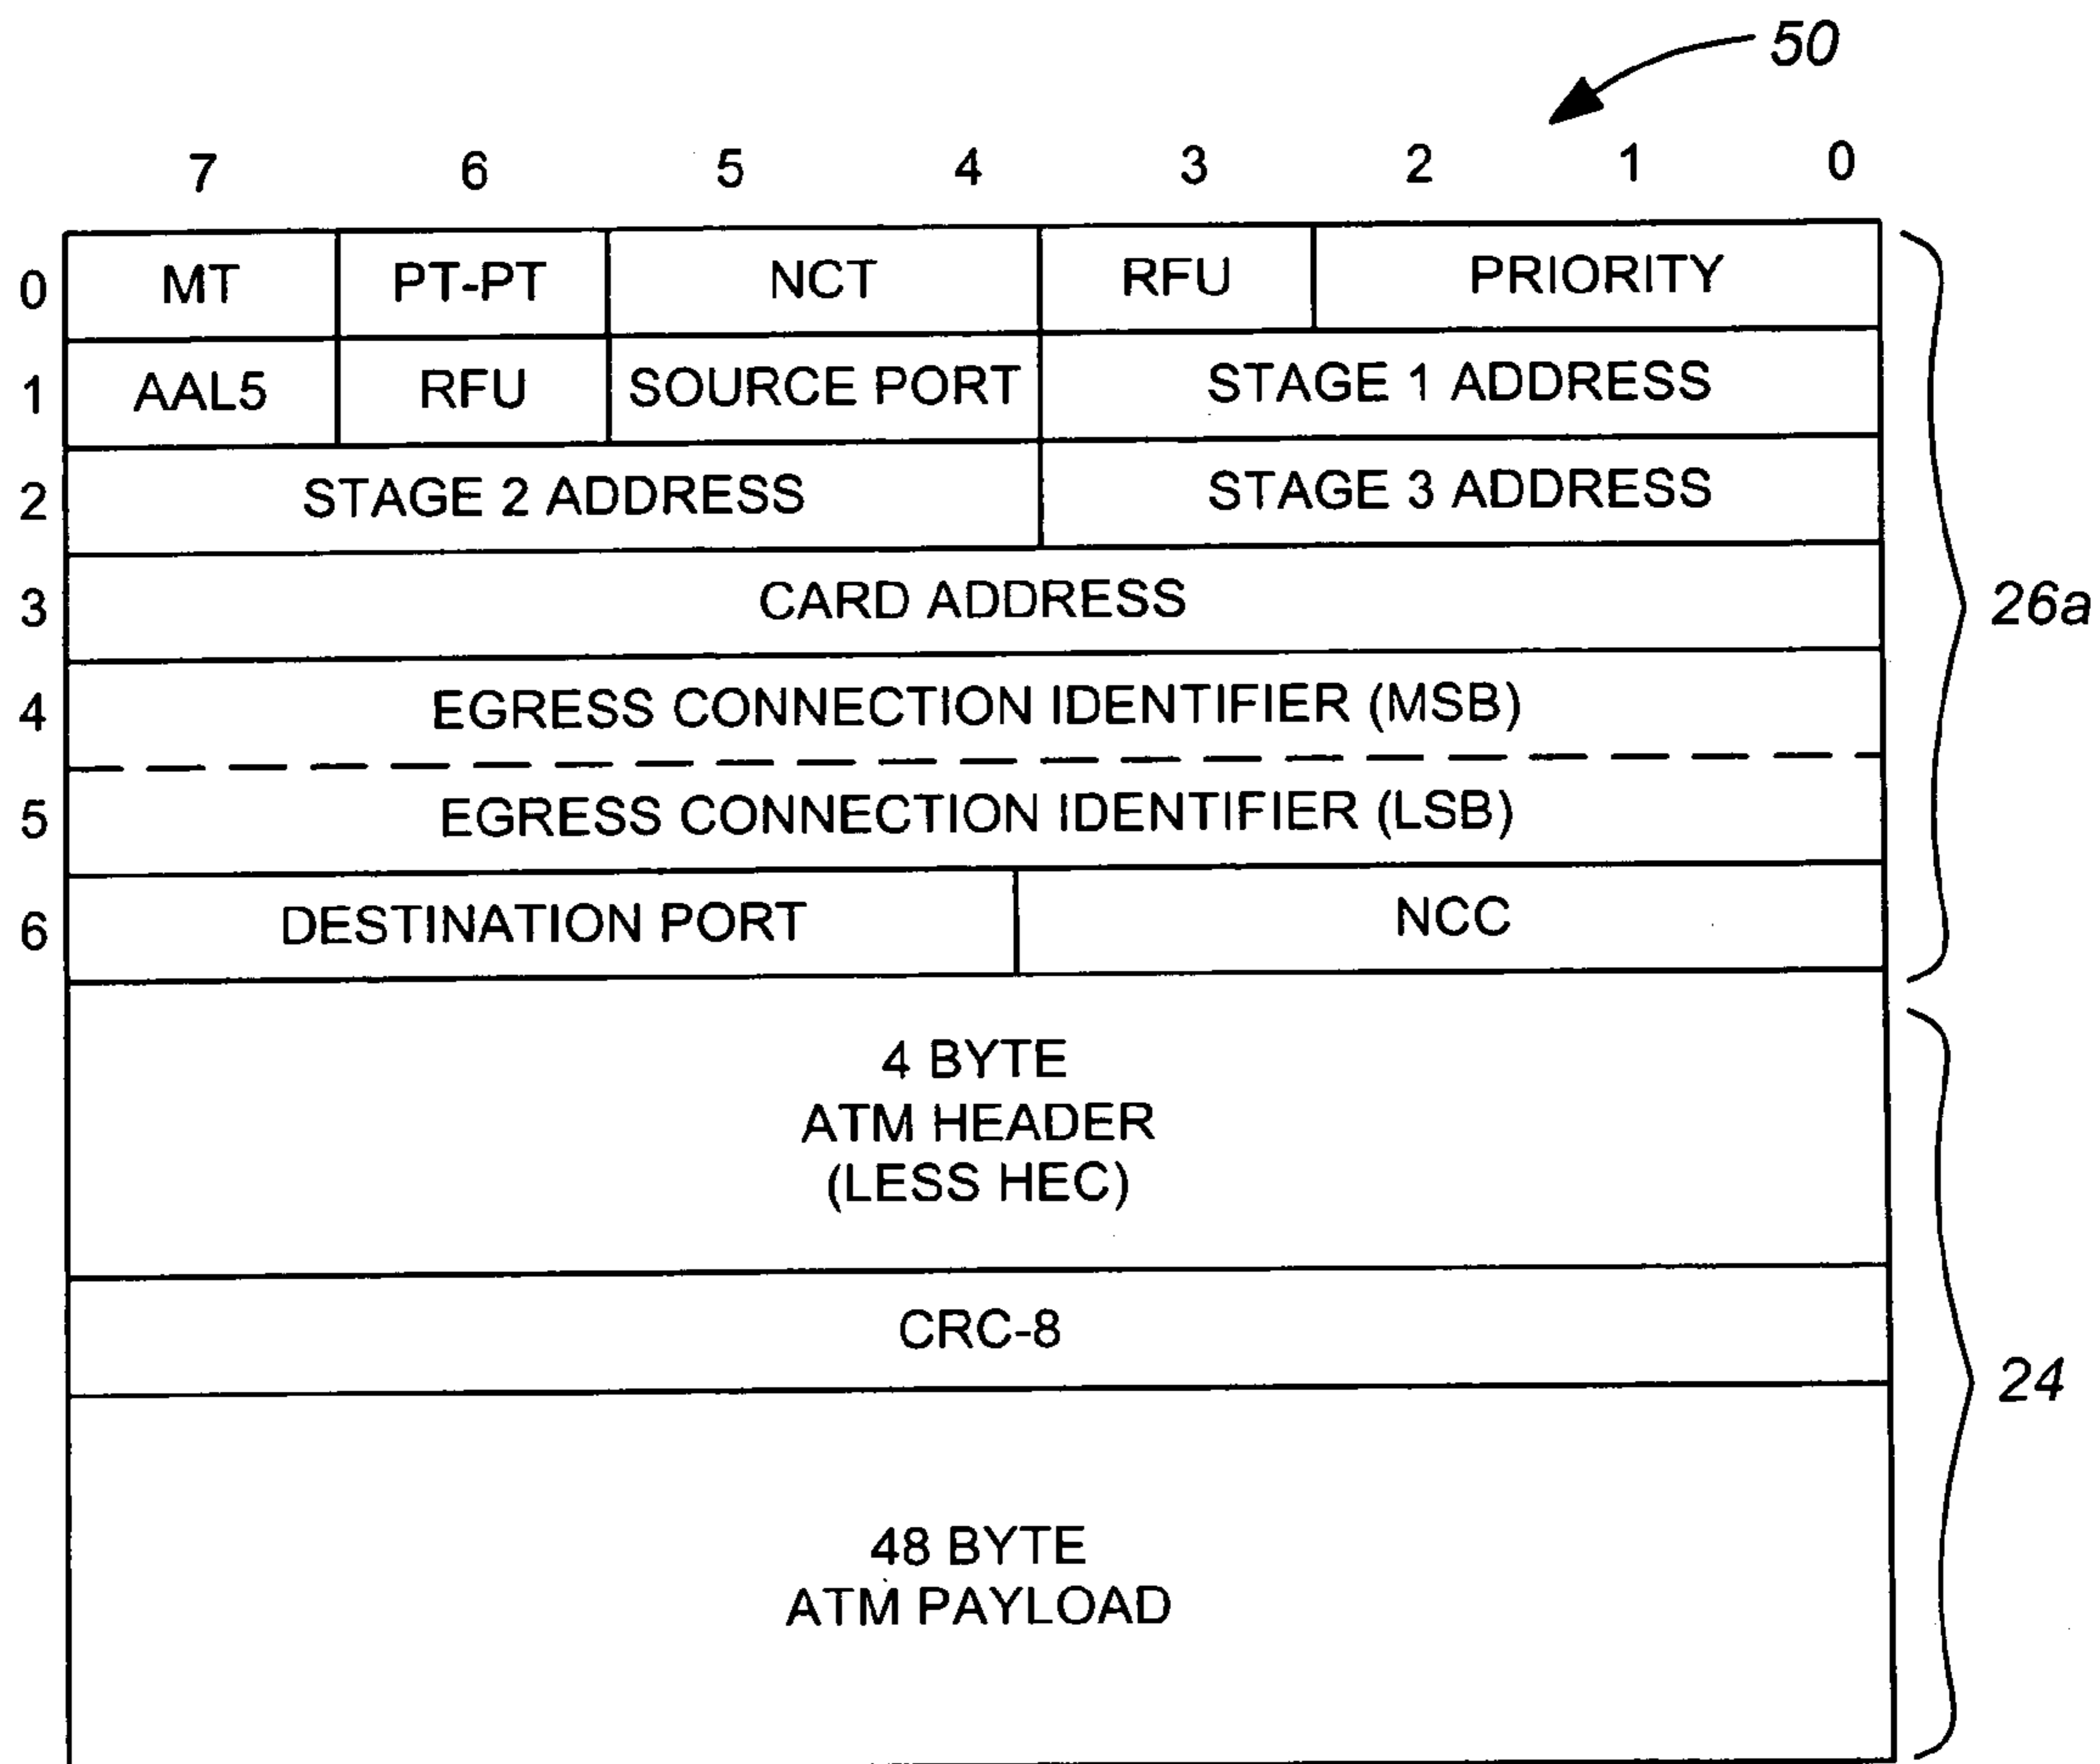 50
7 6 5 4 3 2 1 0
0 MT PT-PT NCT RFU PRIORITY
1 AAL5 RFU SOURCE PORT STAGE 1 ADDRESS
2 STAGE 2 ADDRESS STAGE 3 ADDRESS
3 CARD ADDRESS
26a
4 EGRESS CONNECTION IDENTIFIER (MSB)
5 EGRESS CONNECTION IDENTIFIER (LSB)
6 DESTINATION PORT NCC
4 BYTE
ATM HEADER
(LESS HEC)
CRC-8
24
48 BYTE
ATM PAYLOAD